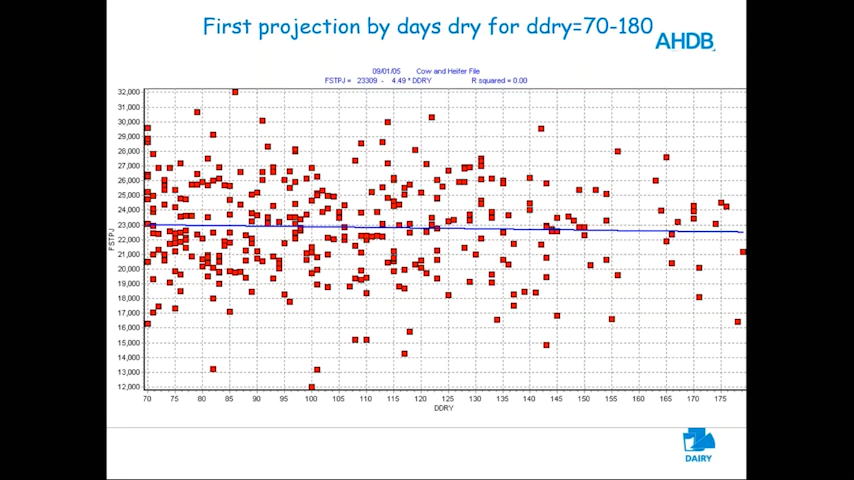 First projection by days dry for ddry=70-180
AHDB
09/01/05 Cow and Heifer File
FSTPJ = 23309 - 4.49 * DDRY R squared = 0.00
32,000
31,000
30,000
29,000
28,000
27,000
26,000
25,000
24,000
23,000
22,000
21,000
20,000
19,000
18,000
17,000
16,000
15,000
14,000
13,000
12,000
FSTPJ
70 75 80 85 90 95 100 105 110 115 120 125 130 135 140 145 150 155 160 165 170 175
DDRY
DAIRY